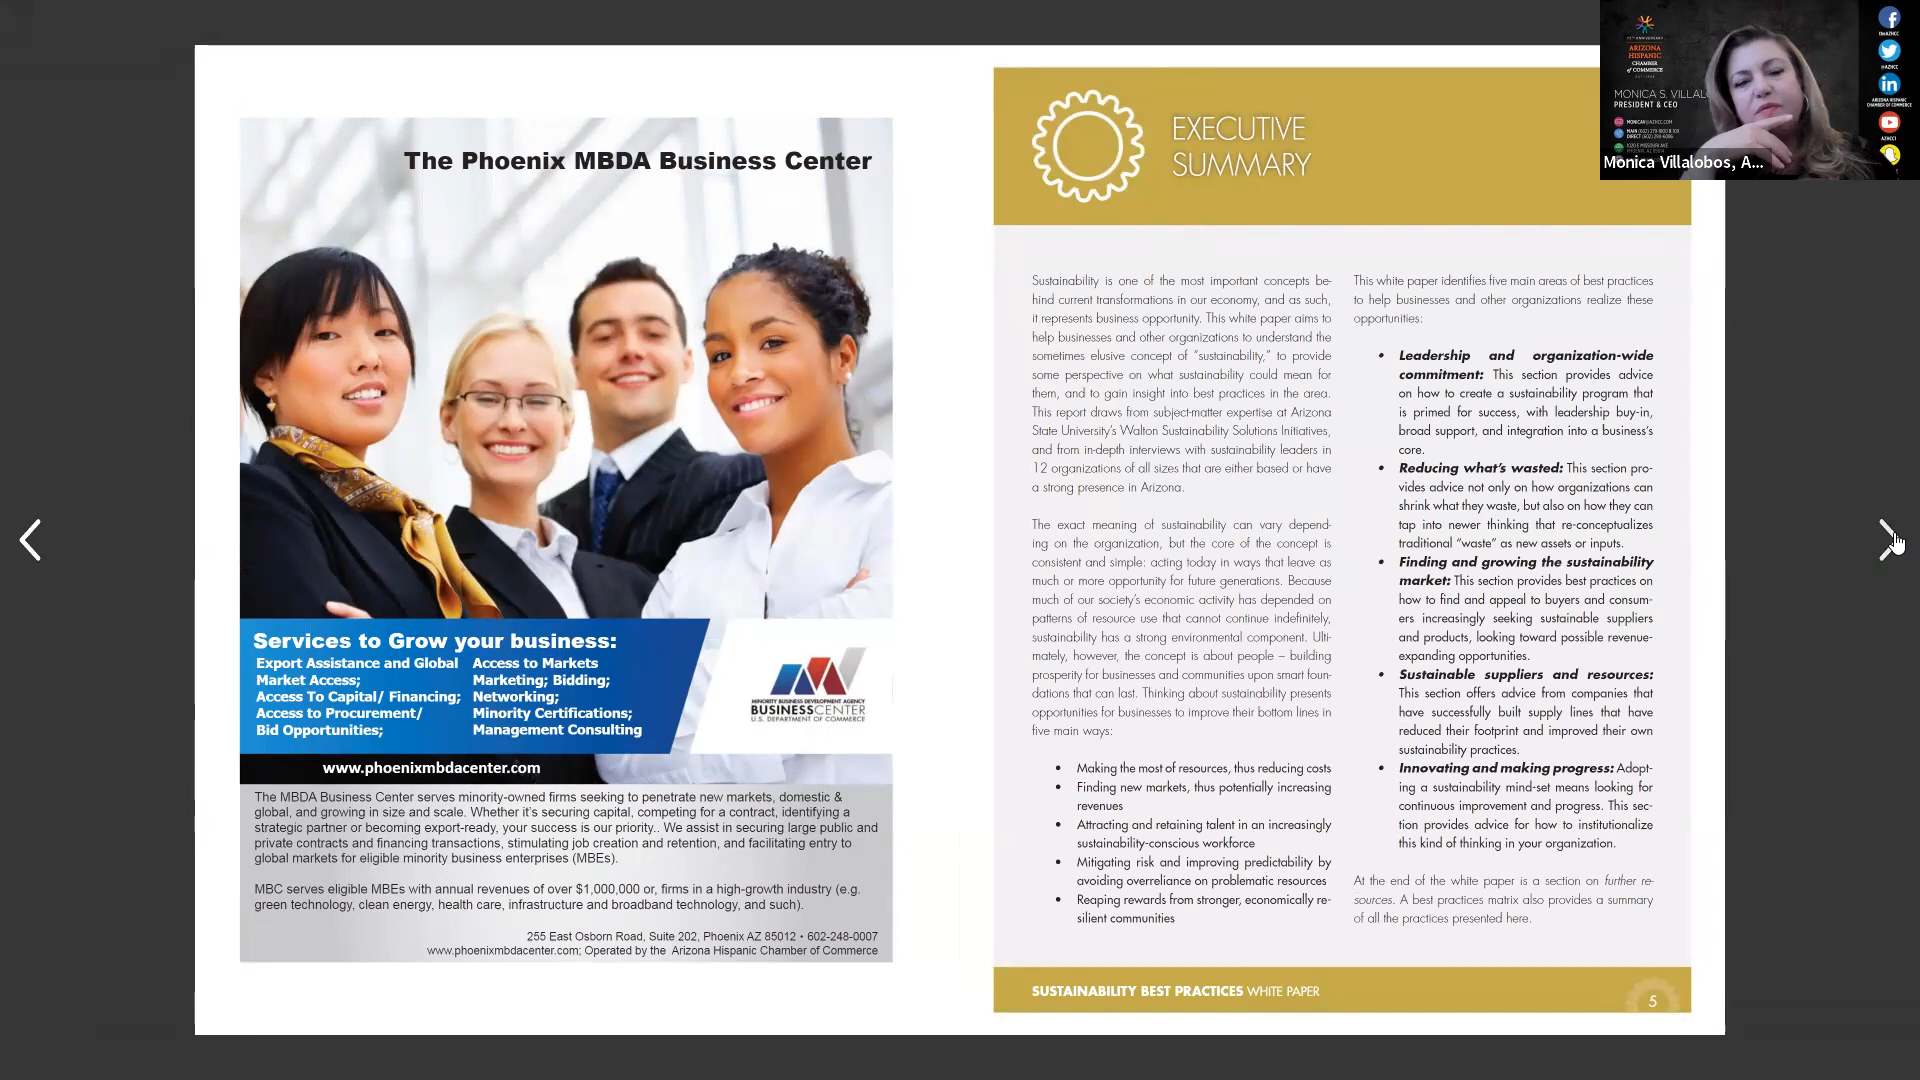 The Phoenix MBDA Business Center
Services to Grow your business:
Export Assistance and Global
Market Access;
Access To Capital/ Financing;
Access to Procurement/
Bid Opportunities;
Access to Markets
Marketing; Bidding;
Networking;
Minority Certifications;
Management Consulting
MINORITY BUSINESS DEVELOPMENT AGENCY
BUSINESSCENTER
U.S. DEPARTMENT OF COMMERCE
www.phoenixmbdacenter.com
The MBDA Business Center serves minority-owned firms seeking to penetrate new markets, domestic &
global, and growing in size and scale. Whether it's securing capital, competing for a contract, identifying a
strategic partner or becoming export-ready, your success is our priority.. We assist in securing large public and
private contracts and financing transactions, stimulating job creation and retention, and facilitating entry to
global markets for eligible minority business enterprises (MBEs).
MBC serves eligible MBEs with annual revenues of over $1,000,000 or, firms in a high-growth industry (e.g.
green technology, clean energy, health care, infrastructure and broadband technology, and such).
255 East Osborn Road, Suite 202, Phoenix AZ 85012 • 602-248-0007
www.phoenixmbdacenter.com; Operated by the Arizona Hispanic Chamber of Commerce
EXECUTIVE
SUMMARY
Sustainability is one of the most important concepts be-
hind current transformations in our economy, and as such,
it represents business opportunity. This white paper aims to
help businesses and other organizations to understand the
sometimes elusive concept of "sustainability," to provide
some perspective on what sustainability could mean for
them, and to gain insight into best practices in the area.
This report draws from subject-matter expertise at Arizona
State University's Walton Sustainability Solutions Initiatives,
and from in-depth interviews with sustainability leaders in
12 organizations of all sizes that are either based or have
a strong presence in Arizona.
The exact meaning of sustainability can vary depend-
ing on the organization, but the core of the concept is
consistent and simple: acting today in ways that leave as
much or more opportunity for future generations. Because
much of our society's economic activity has depended on
patterns of resource use that cannot continue indefinitely,
sustainability has a strong environmental component. Ulti-
mately, however, the concept is about people – building
prosperity for businesses and communities upon smart foun-
dations that can last. Thinking about sustainability presents
opportunities for businesses to improve their bottom lines in
five main ways:
• Making the most of resources, thus reducing costs
• Finding new markets, thus potentially increasing
revenues
• Attracting and retaining talent in an increasingly
sustainability-conscious workforce
• Mitigating risk and improving predictability by
avoiding overreliance on problematic resources
• Reaping rewards from stronger, economically re-
silient communities
This white paper identifies five main areas of best practices
to help businesses and other organizations realize these
opportunities:
• Leadership and organization-wide
commitment: This section provides advice
on how to create a sustainability program that
is primed for success, with leadership buy-in,
broad support, and integration into a business's
core.
• Reducing what's wasted: This section pro-
vides advice not only on how organizations can
shrink what they waste, but also on how they can
tap into newer thinking that re-conceptualizes
traditional "waste" as new assets or inputs.
• Finding and growing the sustainability
market: This section provides best practices on
how to find and appeal to buyers and consum-
ers increasingly seeking sustainable suppliers
and products, looking toward possible revenue-
expanding opportunities.
• Sustainable suppliers and resources:
This section offers advice from companies that
have successfully built supply lines that have
reduced their footprint and improved their own
sustainability practices.
• Innovating and making progress: Adopt-
ing a sustainability mind-set means looking for
continuous improvement and progress. This sec-
tion provides advice for how to institutionalize
this kind of thinking in your organization.
At the end of the white paper is a section on further re-
sources. A best practices matrix also provides a summary
of all the practices presented here.
SUSTAINABILITY BEST PRACTICES WHITE PAPER
5
ARIZONA
HISPANIC
CHAMBER
of COMMERCE
MONICA S. VILLAL
PRESIDENT & CEO
Monica Villalobos, A...
@AZHCC
ARIZONA HISPANIC
CHAMBER OF COMMERCE